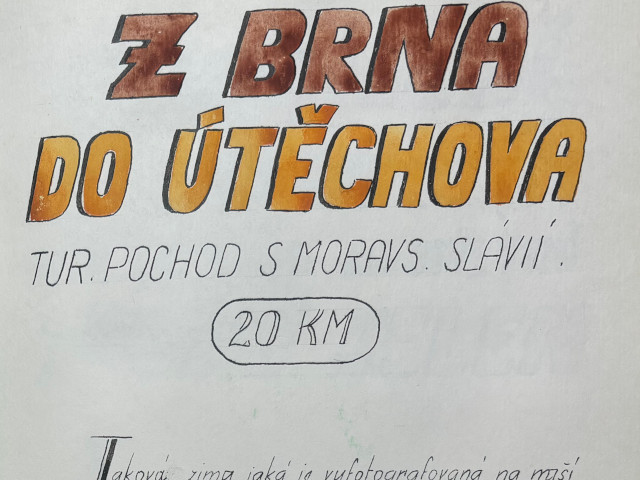 Z BRNA
DO ÚTĚCHOVA
TUR. POCHOD S MORAVS. SLÁVIÍ.
20 KM
Taková zima jaká je vyfotografovaná na naší